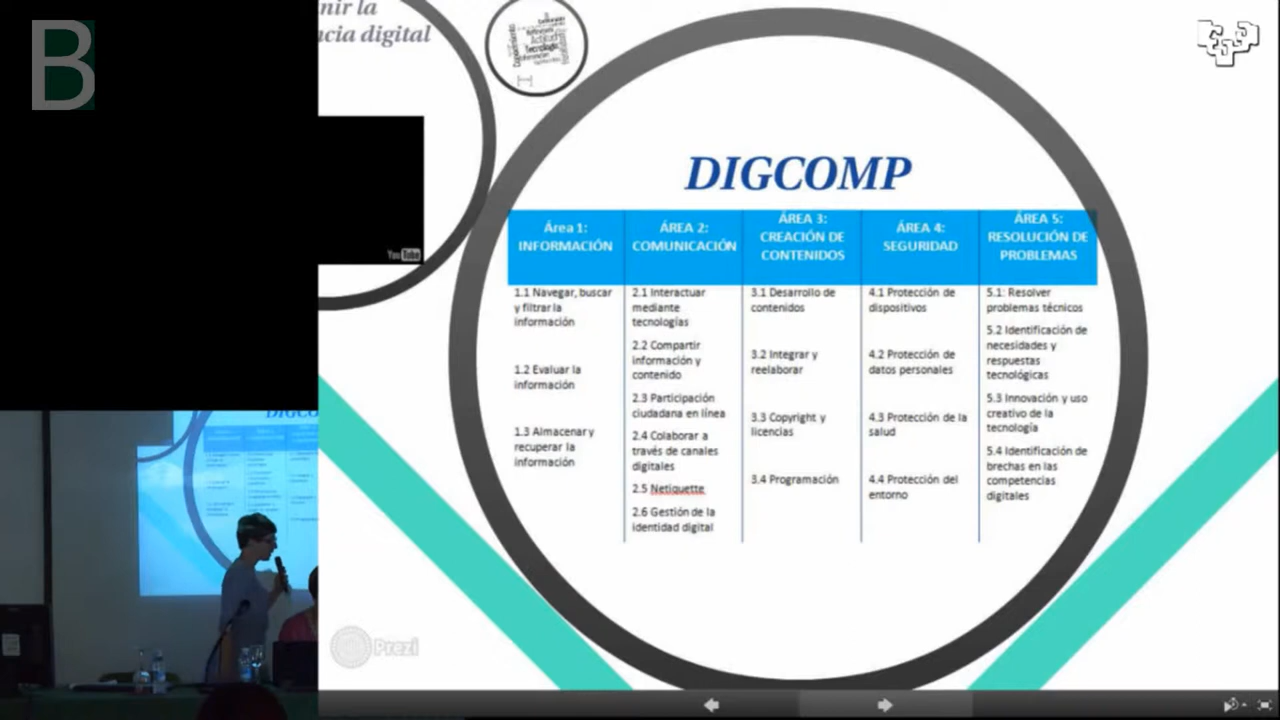 B
nir la
ncia digital
Tecnología
You Tube
DIGCOMP
Área 1:
INFORMACIÓN
1.1 Navegar, buscar
y filtrar la
información
1.2 Evaluar la
información
1.3 Almacenar y
recuperar la
información
ÁREA 2:
COMUNICACIÓN
2.1 Interactuar
mediante
tecnologías
2.2 Compartir
información y
contenido
2.3 Participación
ciudadana en línea
2.4 Colaborar a
través de canales
digitales
2.5 Netiquette
2.6 Gestión de la
identidad digital
ÁREA 3:
CREACIÓN DE
CONTENIDOS
3.1 Desarrollo de
contenidos
3.2 Integrar y
reelaborar
3.3 Copyright y
licencias
3.4 Programación
ÁREA 4:
SEGURIDAD
4.1 Protección de
dispositivos
4.2 Protección de
datos personales
4.3 Protección de la
salud
4.4 Protección del
entorno
ÁREA 5:
RESOLUCIÓN DE
PROBLEMAS
5.1: Resolver
problemas técnicos
5.2 Identificación de
necesidades y
respuestas
tecnológicas
5.3 Innovación y uso
creativo de la
tecnología
5.4 Identificación de
brechas en las
competencias
digitales
DIGCO
Prezi